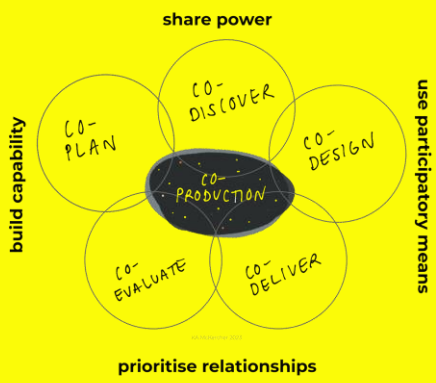 share power
CO-
DISCOVER
CO-
PLAN
CO-
DESIGN
build capability
use participatory means
CO-
PRODUCTION
CO-
EVALUATE
CO-
DELIVER
prioritise relationships